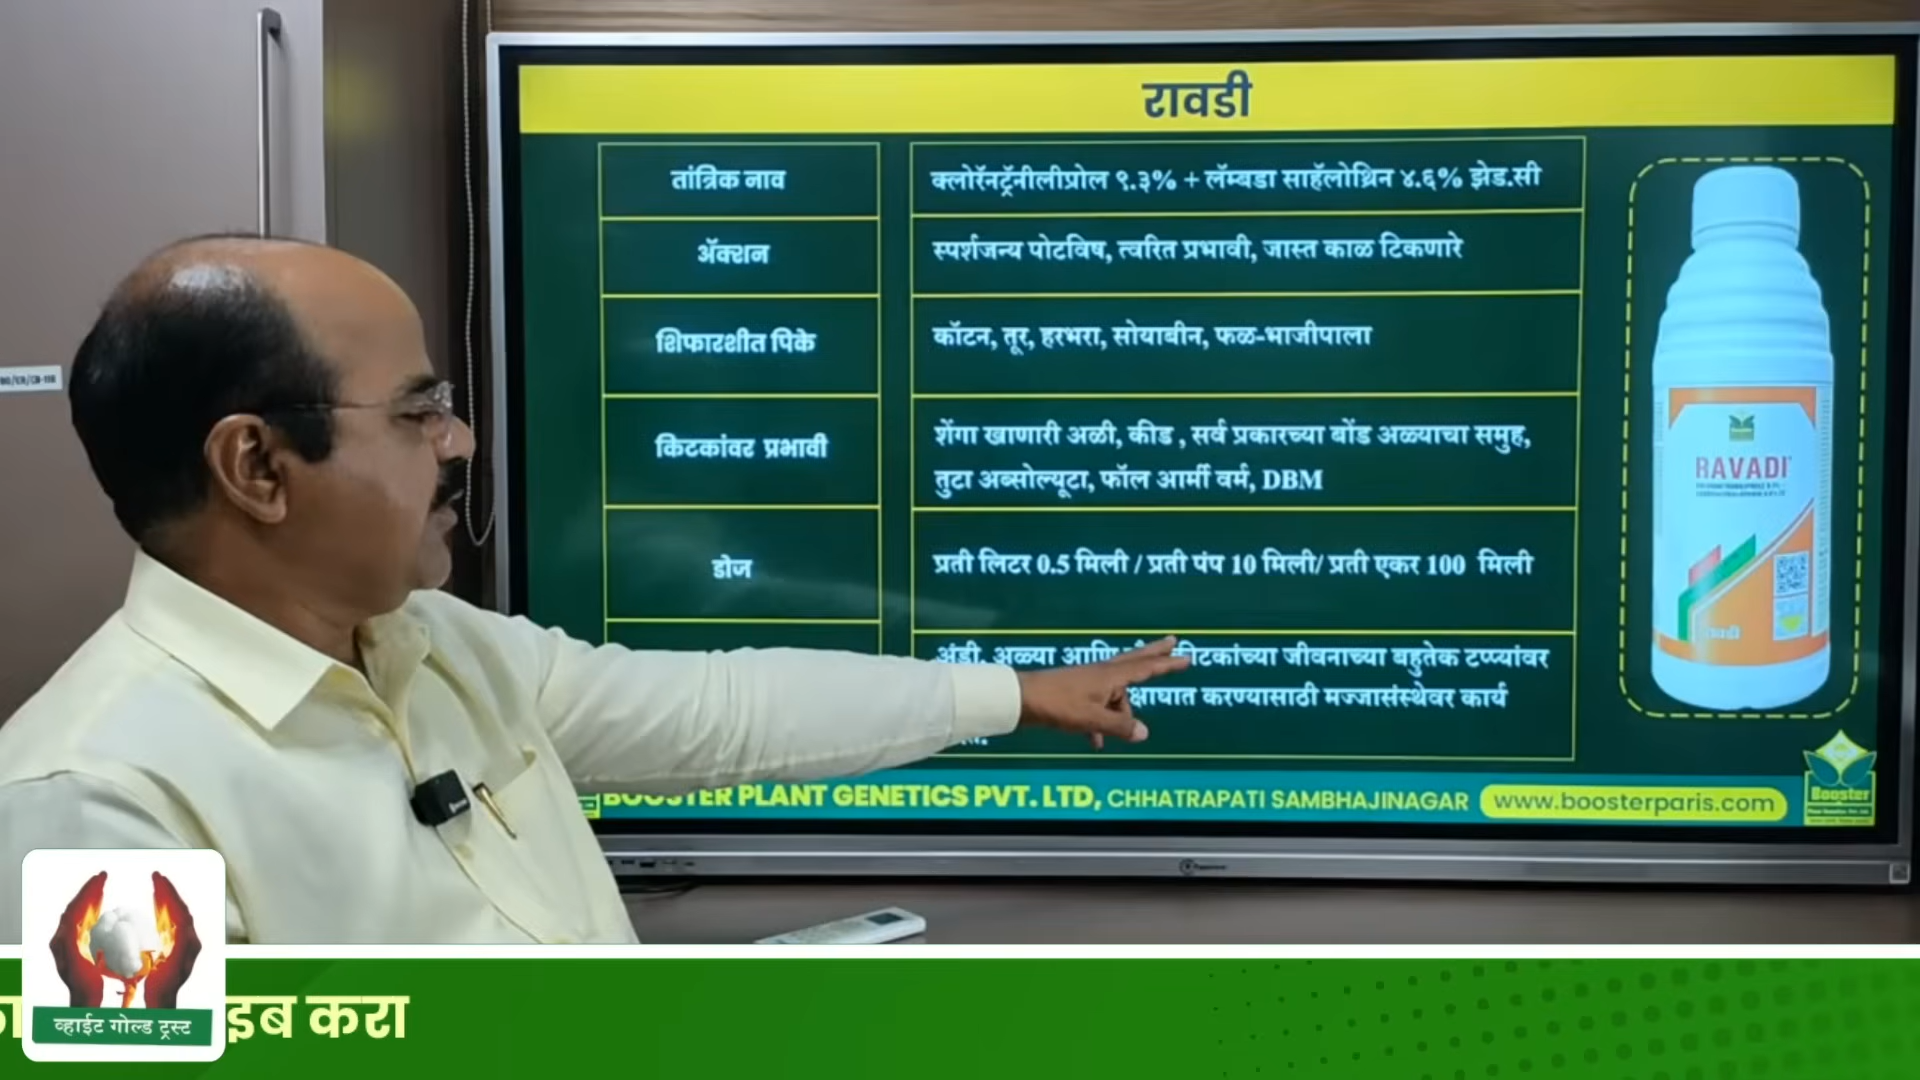 रावडी
तांत्रिक नाव
क्लोरॅनट्रॅनीलीप्रोल ९.३% + लॅम्बडा साहॅलोथ्रिन ४.६% झेड.सी
ॲक्शन
स्पर्शजन्य पोटविष, त्वरित प्रभावी, जास्त काळ टिकणारे
शिफारशीत पिके
कॉटन, तूर, हरभरा, सोयाबीन, फळ-भाजीपाला
किटकांवर प्रभावी
शेंगा खाणारी अळी, कीड , सर्व प्रकारच्या बोंड अळ्याचा समुह,
तुटा अब्सोल्यूटा, फॉल आर्मी वर्म, DBM
डोज
प्रती लिटर 0.5 मिली / प्रती पंप 10 मिली/ प्रती एकर 100 मिली
अंडी, अळ्या आणि कीटकांच्या जीवनाच्या बहुतेक टप्प्यांवर
करण्यासाठी मज्जासंस्थेवर कार्य
RAVADI
रावडी
BOOSTER PLANT GENETICS PVT. LTD, CHHATRAPATI SAMBHAJINAGAR
www.boosterparis.com
Booster
व्हाईट गोल्ड ट्रस्ट
करा